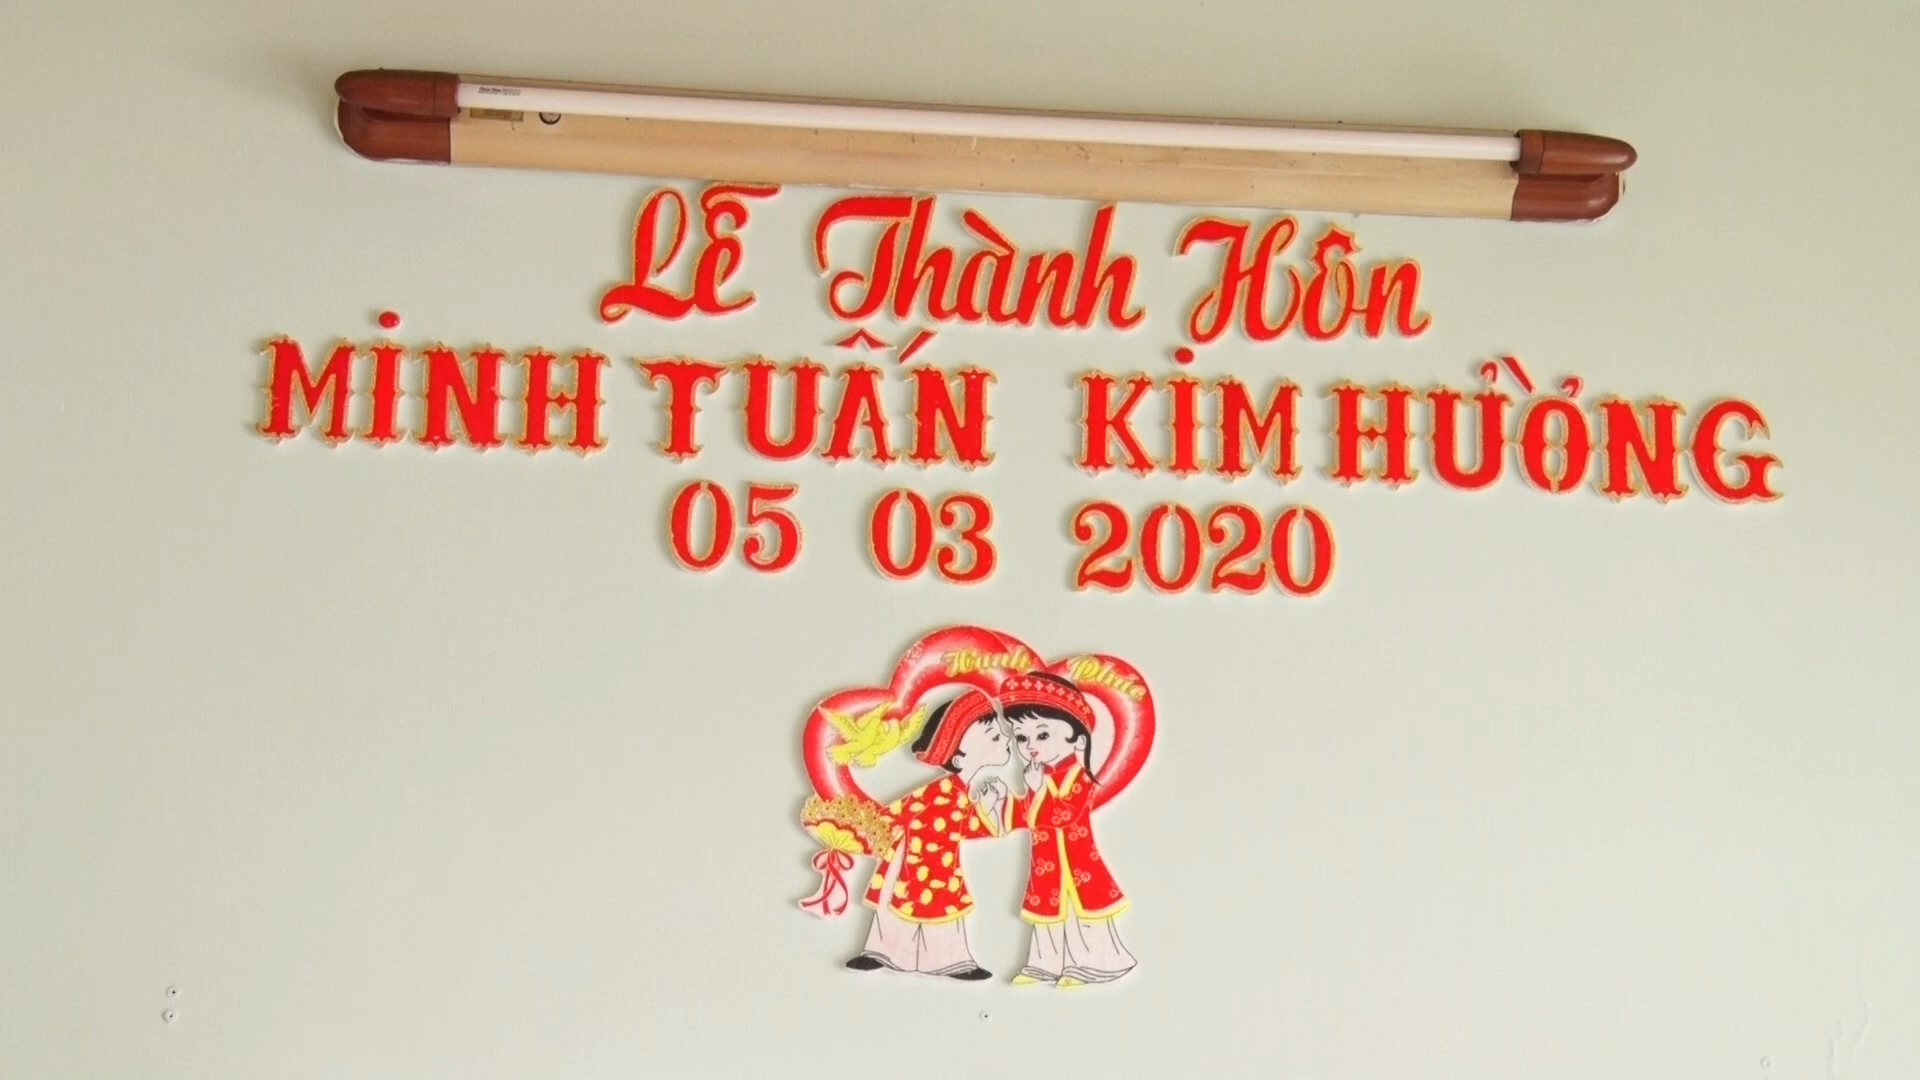 Lễ Thành Hôn
MINH TUẤN KIM HƯỜNG
05 03 2020
Hạnh Phúc